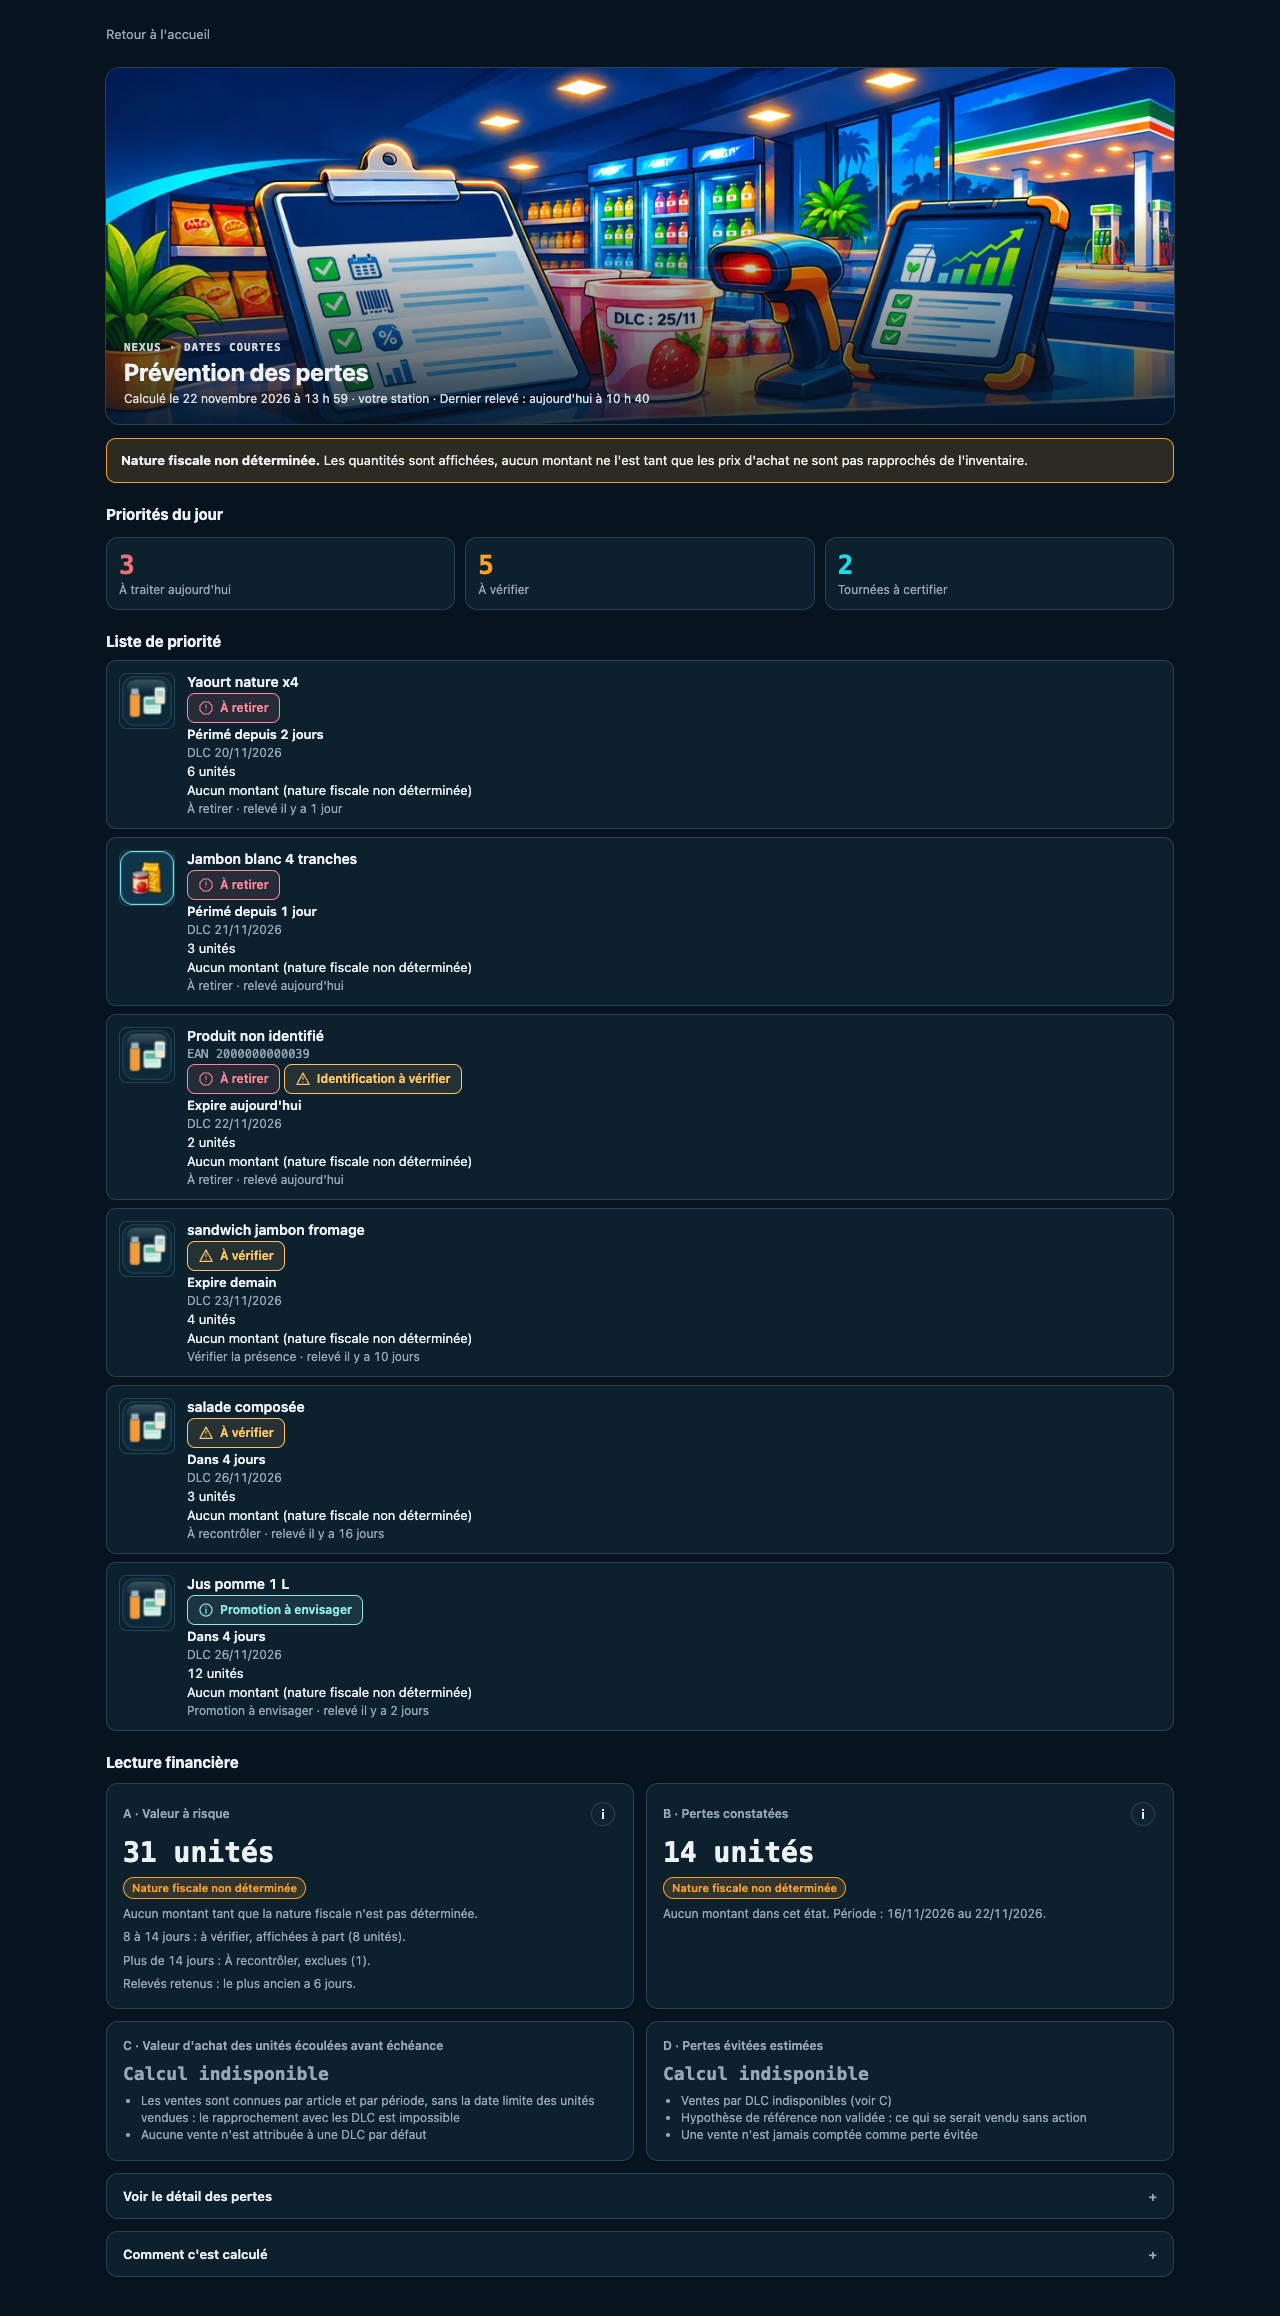 Retour à l'accueil
DLC : 25/11
NEXUS · DATES COURTES
Prévention des pertes
Calculé le 22 novembre 2026 à 13 h 59 · votre station · Dernier relevé : aujourd'hui à 10 h 40
Nature fiscale non déterminée. Les quantités sont affichées, aucun montant ne l'est tant que les prix d'achat ne sont pas rapprochés de l'inventaire.
Priorités du jour
3
À traiter aujourd'hui
5
À vérifier
2
Tournées à certifier
Liste de priorité
Yaourt nature x4
À retirer
Périmé depuis 2 jours
DLC 20/11/2026
6 unités
Aucun montant (nature fiscale non déterminée)
À retirer · relevé il y a 1 jour
Jambon blanc 4 tranches
À retirer
Périmé depuis 1 jour
DLC 21/11/2026
3 unités
Aucun montant (nature fiscale non déterminée)
À retirer · relevé aujourd'hui
Produit non identifié
EAN 2000000000039
À retirer Identification à vérifier
Expire aujourd'hui
DLC 22/11/2026
2 unités
Aucun montant (nature fiscale non déterminée)
À retirer · relevé aujourd'hui
sandwich jambon fromage
À vérifier
Expire demain
DLC 23/11/2026
4 unités
Aucun montant (nature fiscale non déterminée)
Vérifier la présence · relevé il y a 10 jours
salade composée
À vérifier
Dans 4 jours
DLC 26/11/2026
3 unités
Aucun montant (nature fiscale non déterminée)
À recontrôler · relevé il y a 16 jours
Jus pomme 1 L
Promotion à envisager
Dans 4 jours
DLC 26/11/2026
12 unités
Aucun montant (nature fiscale non déterminée)
Promotion à envisager · relevé il y a 2 jours
Lecture financière
A · Valeur à risque
i
31 unités
Nature fiscale non déterminée
Aucun montant tant que la nature fiscale n'est pas déterminée.
8 à 14 jours : à vérifier, affichées à part (8 unités).
Plus de 14 jours : À recontrôler, exclues (1).
Relevés retenus : le plus ancien a 6 jours.
B · Pertes constatées
i
14 unités
Nature fiscale non déterminée
Aucun montant dans cet état. Période : 16/11/2026 au 22/11/2026.
C · Valeur d'achat des unités écoulées avant échéance
Calcul indisponible
• Les ventes sont connues par article et par période, sans la date limite des unités
vendues : le rapprochement avec les DLC est impossible
• Aucune vente n'est attribuée à une DLC par défaut
D · Pertes évitées estimées
Calcul indisponible
• Ventes par DLC indisponibles (voir C)
• Hypothèse de référence non validée : ce qui se serait vendu sans action
• Une vente n'est jamais comptée comme perte évitée
Voir le détail des pertes +
Comment c'est calculé +